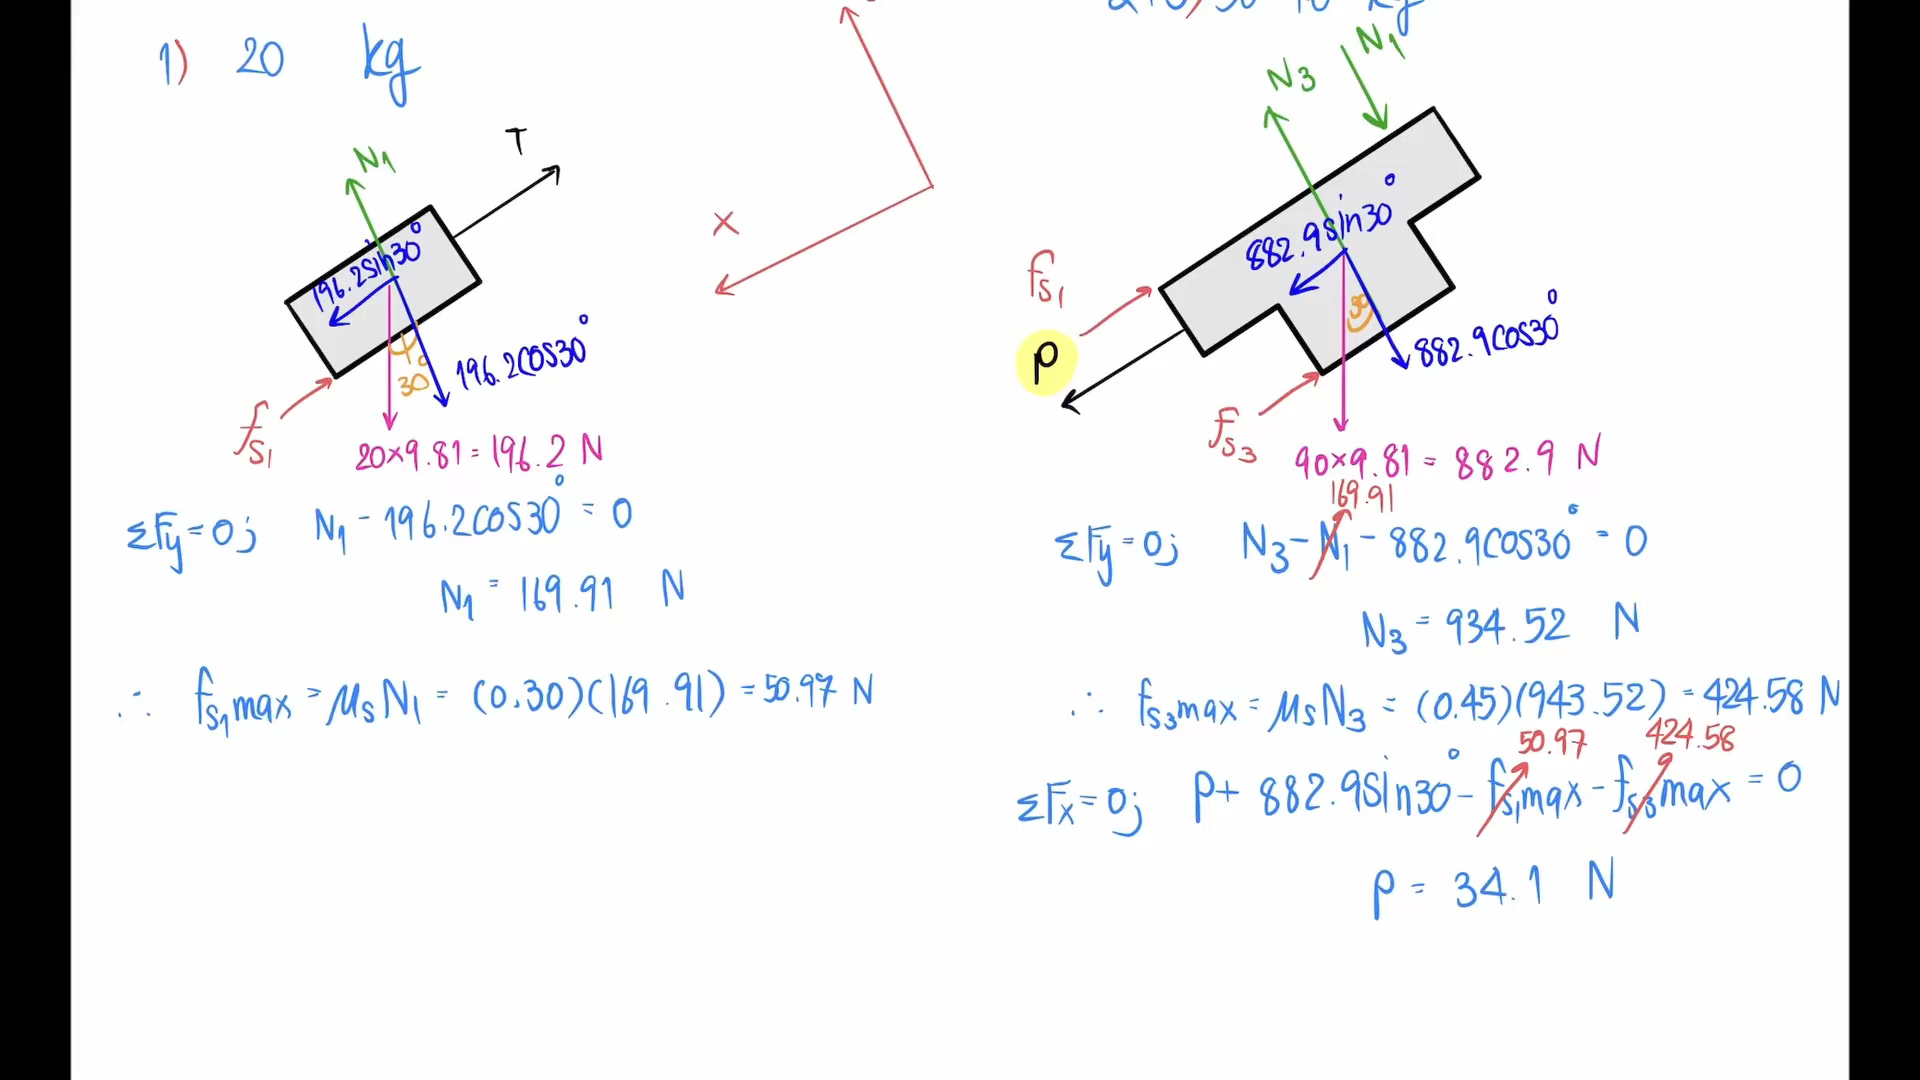 1) 20 kg
N₁
T
196.2sin30°
196.2cos30°
30°
fs₁
20×9.81 = 196.2 N
ΣFy = 0; N₁ - 196.2cos30° = 0
N₁ = 169.91 N
∴ fs₁max = μsN₁ = (0.30)(169.91) = 50.97 N
x
kg
N₃
N₁
882.9sin30°
fs₁
P
30
882.9cos30°
fs₃
90×9.81 = 882.9 N
169.91
ΣFy = 0; N₃ - N₁ - 882.9cos30° = 0
N₃ = 934.52 N
∴ fs₃max = μsN₃ = (0.45)(943.52) = 424.58 N
50.97 424.58
ΣFx = 0; P + 882.9sin30° - fs₁max - fs₃max = 0
P = 34.1 N